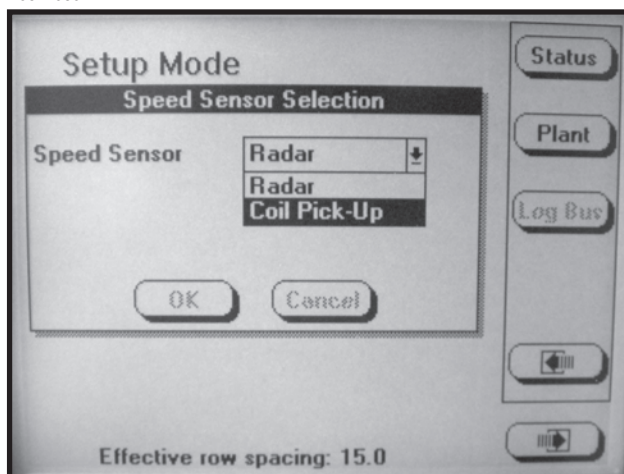 Setup Mode
Speed Sensor Selection
Speed Sensor
Radar
Radar
Coil Pick-Up
OK
Cancel
Effective row spacing: 15.0
Status
Plant
Log Bus